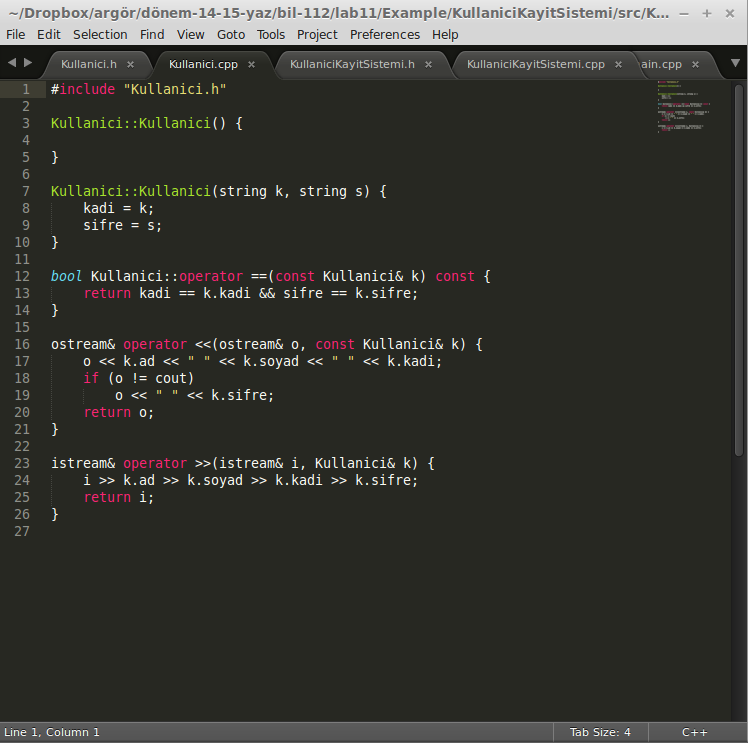 ~/Dropbox/argör/dönem-14-15-yaz/bil-112/lab11/Example/KullaniciKayitSistemi/src/K...
File Edit Selection Find View Goto Tools Project Preferences Help
Kullanici.h Kullanici.cpp KullaniciKayitSistemi.h KullaniciKayitSistemi.cpp ain.cpp
1 #include "Kullanici.h"
2
3 Kullanici::Kullanici() {
4
5 }
6
7 Kullanici::Kullanici(string k, string s) {
8 kadi = k;
9 sifre = s;
10 }
11
12 bool Kullanici::operator ==(const Kullanici& k) const {
13 return kadi == k.kadi && sifre == k.sifre;
14 }
15
16 ostream& operator <<(ostream& o, const Kullanici& k) {
17 o << k.ad << " " << k.soyad << " " << k.kadi;
18 if (o != cout)
19 o << " " << k.sifre;
20 return o;
21 }
22
23 istream& operator >>(istream& i, Kullanici& k) {
24 i >> k.ad >> k.soyad >> k.kadi >> k.sifre;
25 return i;
26 }
27
Line 1, Column 1 Tab Size: 4 C++